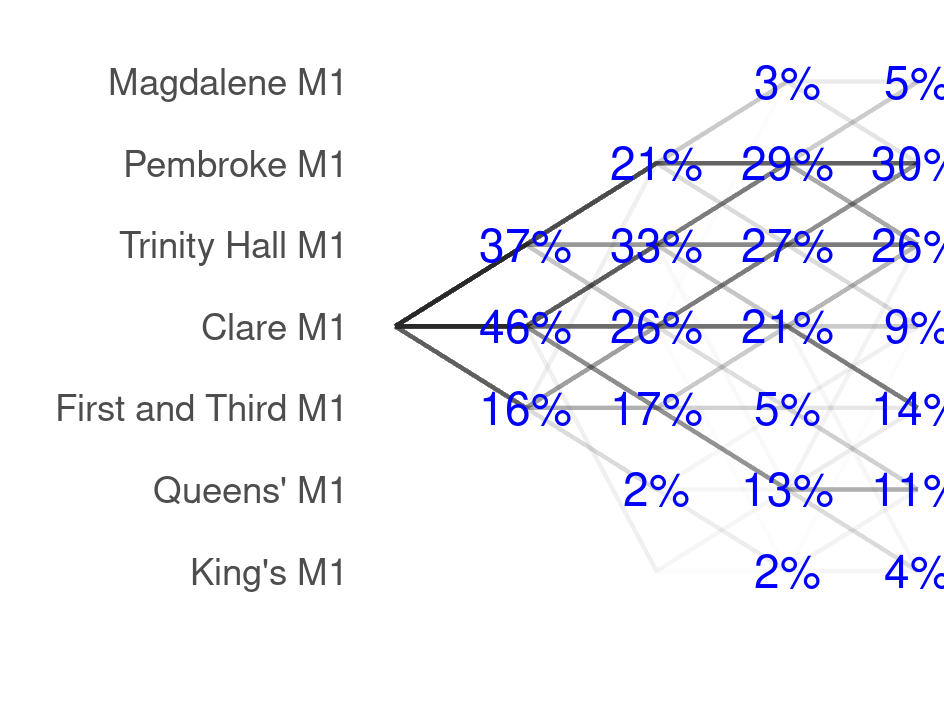 Magdalene M1 3% 5%
Pembroke M1 21% 29% 30%
Trinity Hall M1 37% 33% 27% 26%
Clare M1 46% 26% 21% 9%
First and Third M1 16% 17% 5% 14%
Queens' M1 2% 13% 11%
King's M1 2% 4%